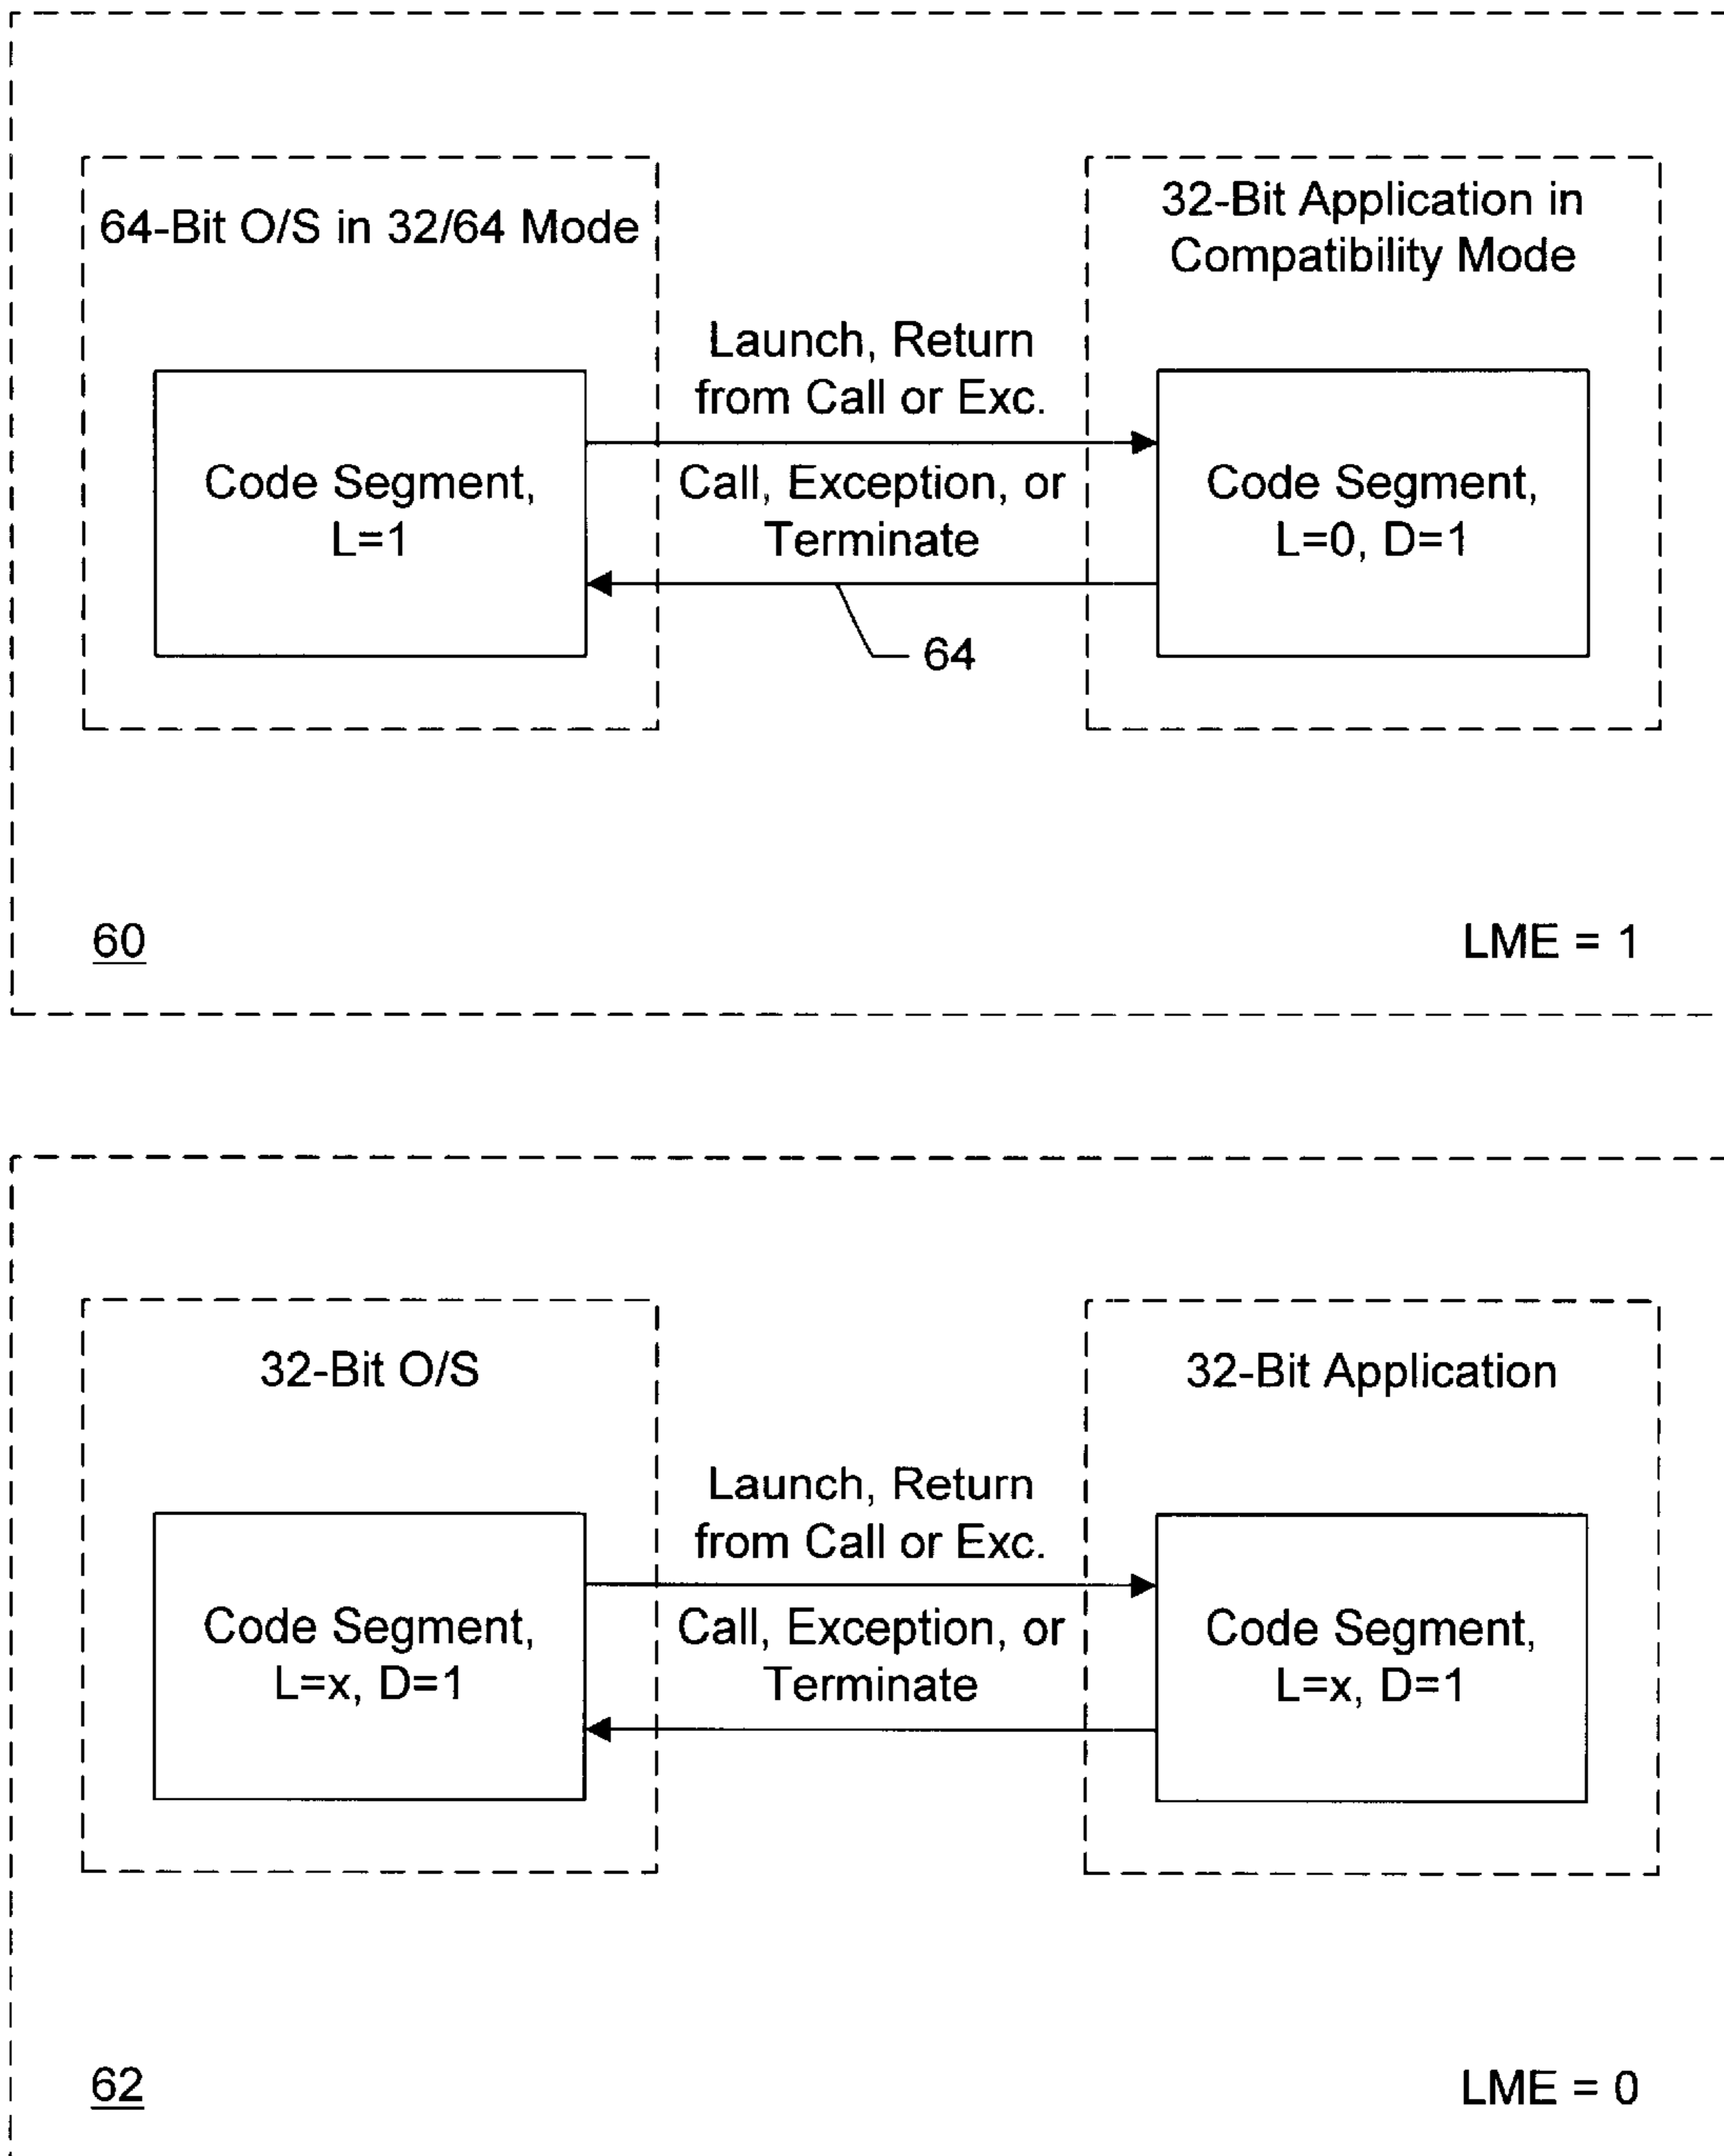 64-Bit O/S in 32/64 Mode
32-Bit Application in
Compatibility Mode
Launch, Return
from Call or Exc.
Code Segment,
L=1
Call, Exception, or
Terminate
Code Segment,
L=0, D=1
64
60
LME = 1
32-Bit O/S
32-Bit Application
Launch, Return
from Call or Exc.
Code Segment,
L=x, D=1
Call, Exception, or
Terminate
Code Segment,
L=x, D=1
62
LME = 0